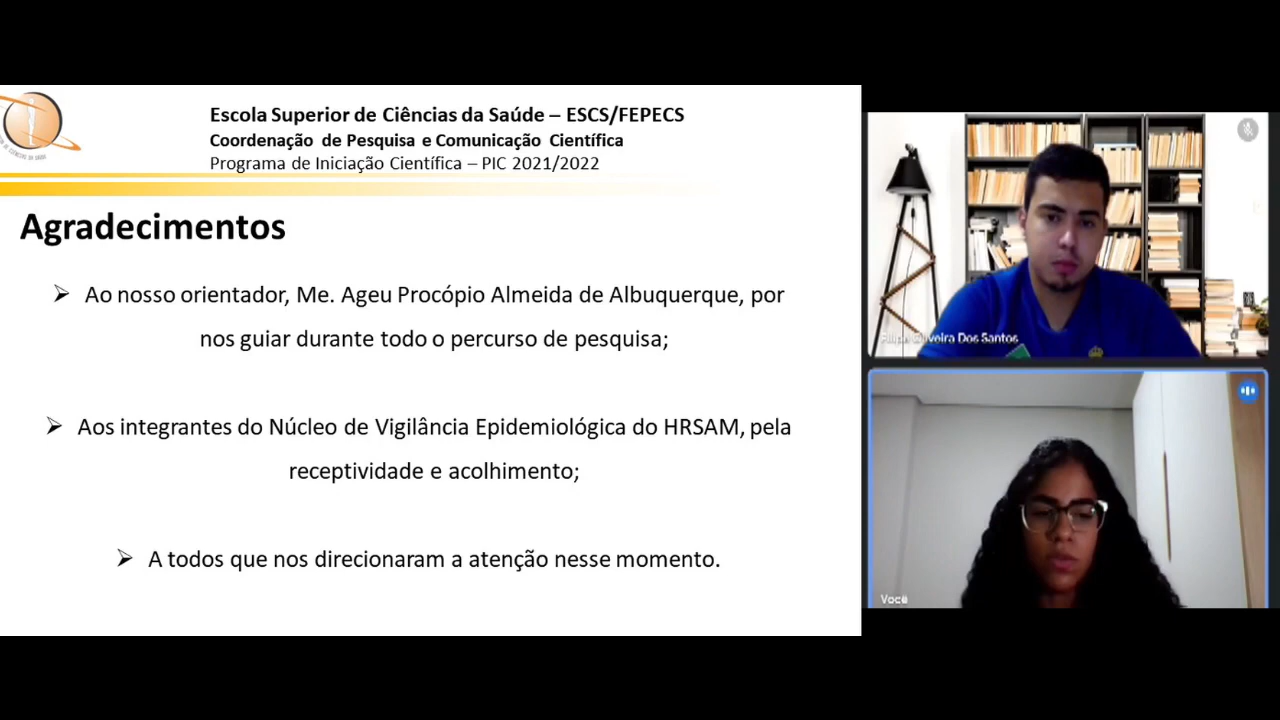 Escola Superior de Ciências da Saúde – ESCS/FEPECS
Coordenação de Pesquisa e Comunicação Científica
Programa de Iniciação Científica – PIC 2021/2022
Agradecimentos
➢ Ao nosso orientador, Me. Ageu Procópio Almeida de Albuquerque, por
nos guiar durante todo o percurso de pesquisa;
➢ Aos integrantes do Núcleo de Vigilância Epidemiológica do HRSAM, pela
receptividade e acolhimento;
➢ A todos que nos direcionaram a atenção nesse momento.
Filipe Oliveira Dos Santos
Você